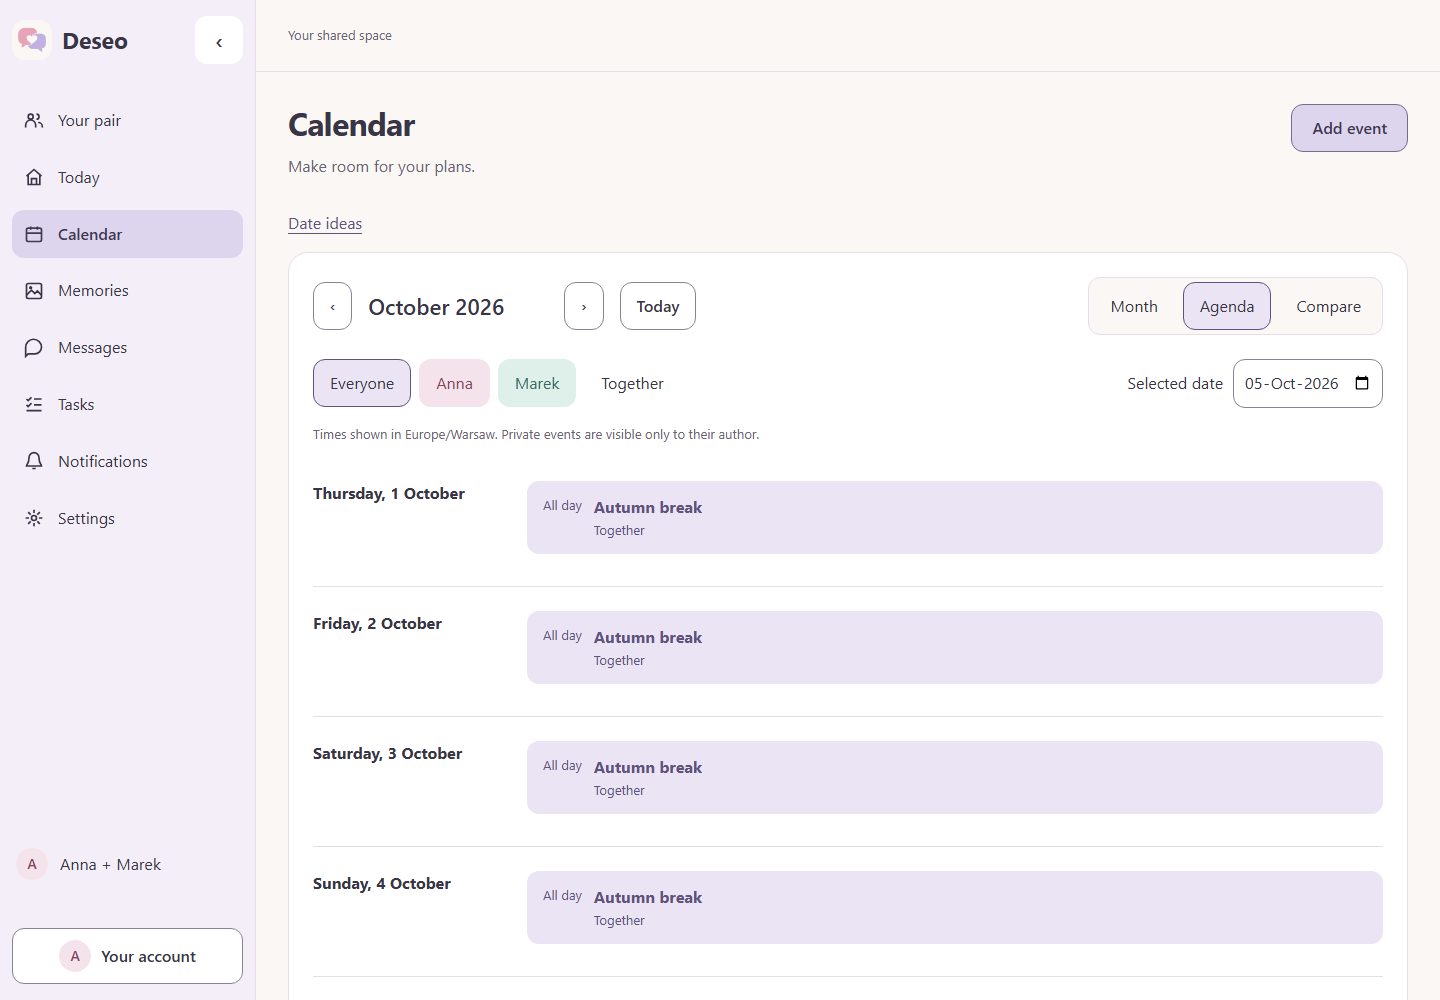 Deseo
‹
Your pair
Today
Calendar
Memories
Messages
Tasks
Notifications
Settings
A Anna + Marek
A Your account
Your shared space
Calendar
Make room for your plans.
Add event
Date ideas
‹ October 2026 › Today
Month Agenda Compare
Everyone Anna Marek Together
Selected date 05-Oct-2026
Times shown in Europe/Warsaw. Private events are visible only to their author.
Thursday, 1 October
All day Autumn break
Together
Friday, 2 October
All day Autumn break
Together
Saturday, 3 October
All day Autumn break
Together
Sunday, 4 October
All day Autumn break
Together